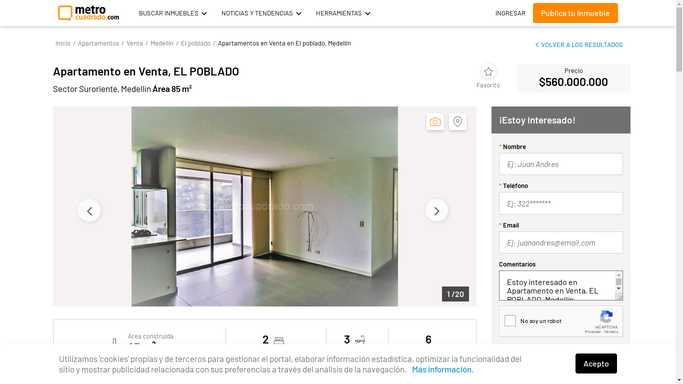 metro
cuadrado.com
BUSCAR INMUEBLES
NOTICIAS Y TENDENCIAS
HERRAMIENTAS
INGRESAR
Publica tu Inmueble
Inicio / Apartamentos / Venta / Medellín / El poblado / Apartamentos en Venta en El poblado, Medellín
VOLVER A LOS RESULTADOS
Apartamento en Venta, EL POBLADO
Sector Suroriente, Medellín Área 85 m²
Favorito
Precio
$560.000.000
1 / 20
¡Estoy Interesado!
* Nombre
Ej: Juan Andres
* Teléfono
Ej: 322*******
* Email
Ej: juanandres@email.com
Comentarios
Estoy interesado en
Apartamento en Venta, EL
POBLADO, Medellín
No soy un robot
reCAPTCHA
Privacidad - Términos
Area construida
2
3
6
Utilizamos 'cookies' propias y de terceros para gestionar el portal, elaborar información estadística, optimizar la funcionalidad del
sitio y mostrar publicidad relacionada con sus preferencias a través del análisis de la navegación. Más información.
Acepto